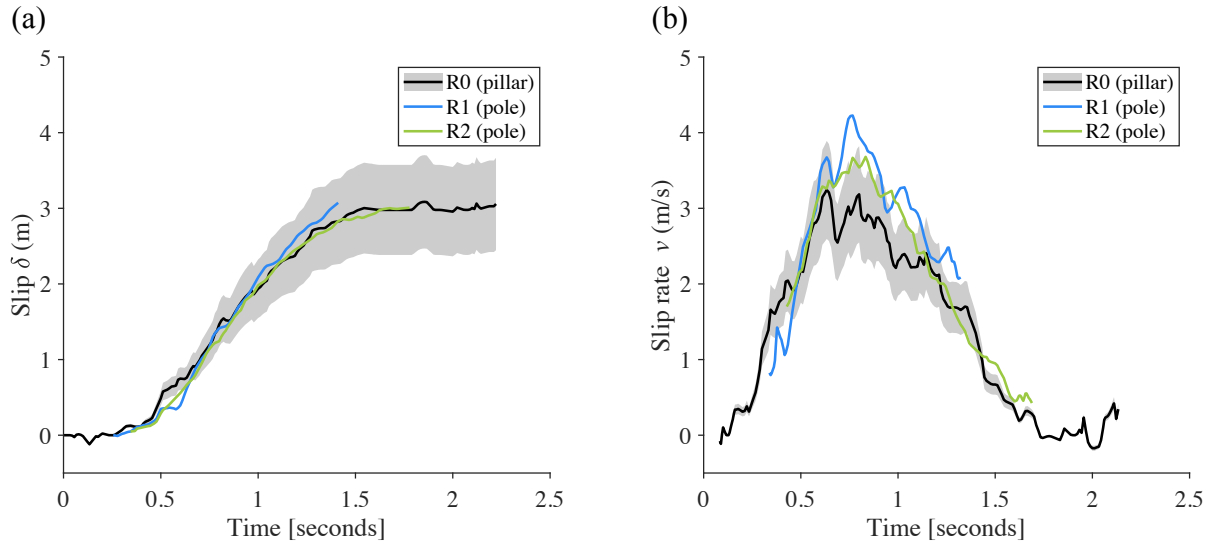 (a)
5
4
3
2
1
0
Slip δ (m)
0
0.5
1
1.5
2
2.5
Time [seconds]
R0 (pillar)
R1 (pole)
R2 (pole)
(b)
5
4
3
2
1
0
Slip rate v (m/s)
0
0.5
1
1.5
2
2.5
Time [seconds]
R0 (pillar)
R1 (pole)
R2 (pole)